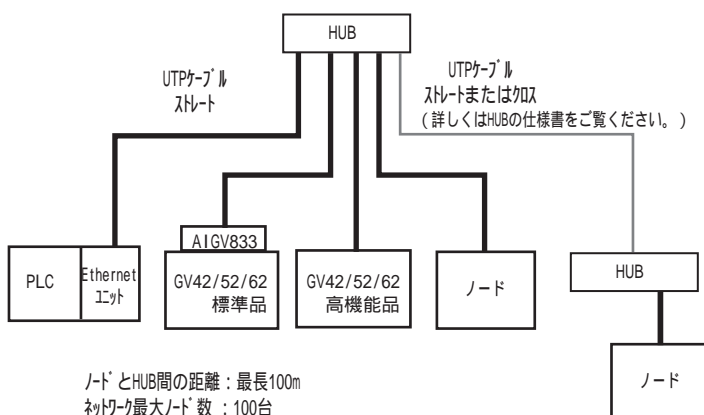 HUB
UTPｹｰﾌﾞﾙ
ｽﾄﾚｰﾄ
UTPｹｰﾌﾞﾙ
ｽﾄﾚｰﾄまたはｸﾛｽ
(詳しくはHUBの仕様書をご覧ください。)
AIGV833
PLC
Ethernet
ﾕﾆｯﾄ
GV42/52/62
標準品
GV42/52/62
高機能品
ノード
HUB
ノード
ﾉｰﾄﾞとHUB間の距離：最長100m
ﾈｯﾄﾜｰｸ最大ﾉｰﾄﾞ数 ：100台